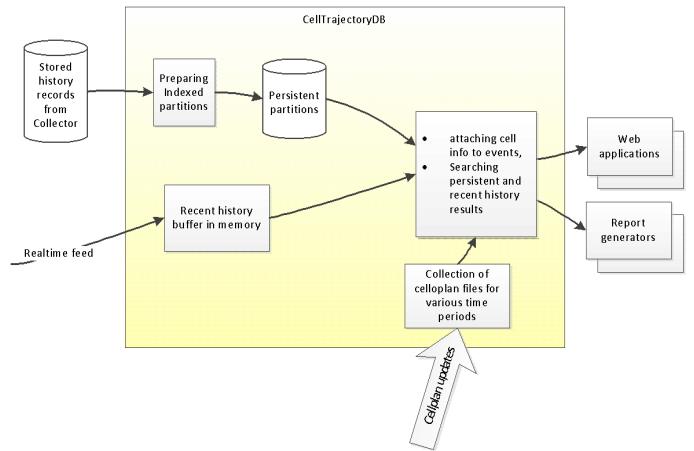 CellTrajectoryDB
Stored
history
records
from
Collector
Preparing
Indexed
partitions
Persistent
partitions
• attaching cell
info to events,
• Searching
persistent and
recent history
results
Web
applications
Recent history
buffer in memory
Report
generators
Realtime feed
Collection of
celloplan files for
various time
periods
Cellplan updates